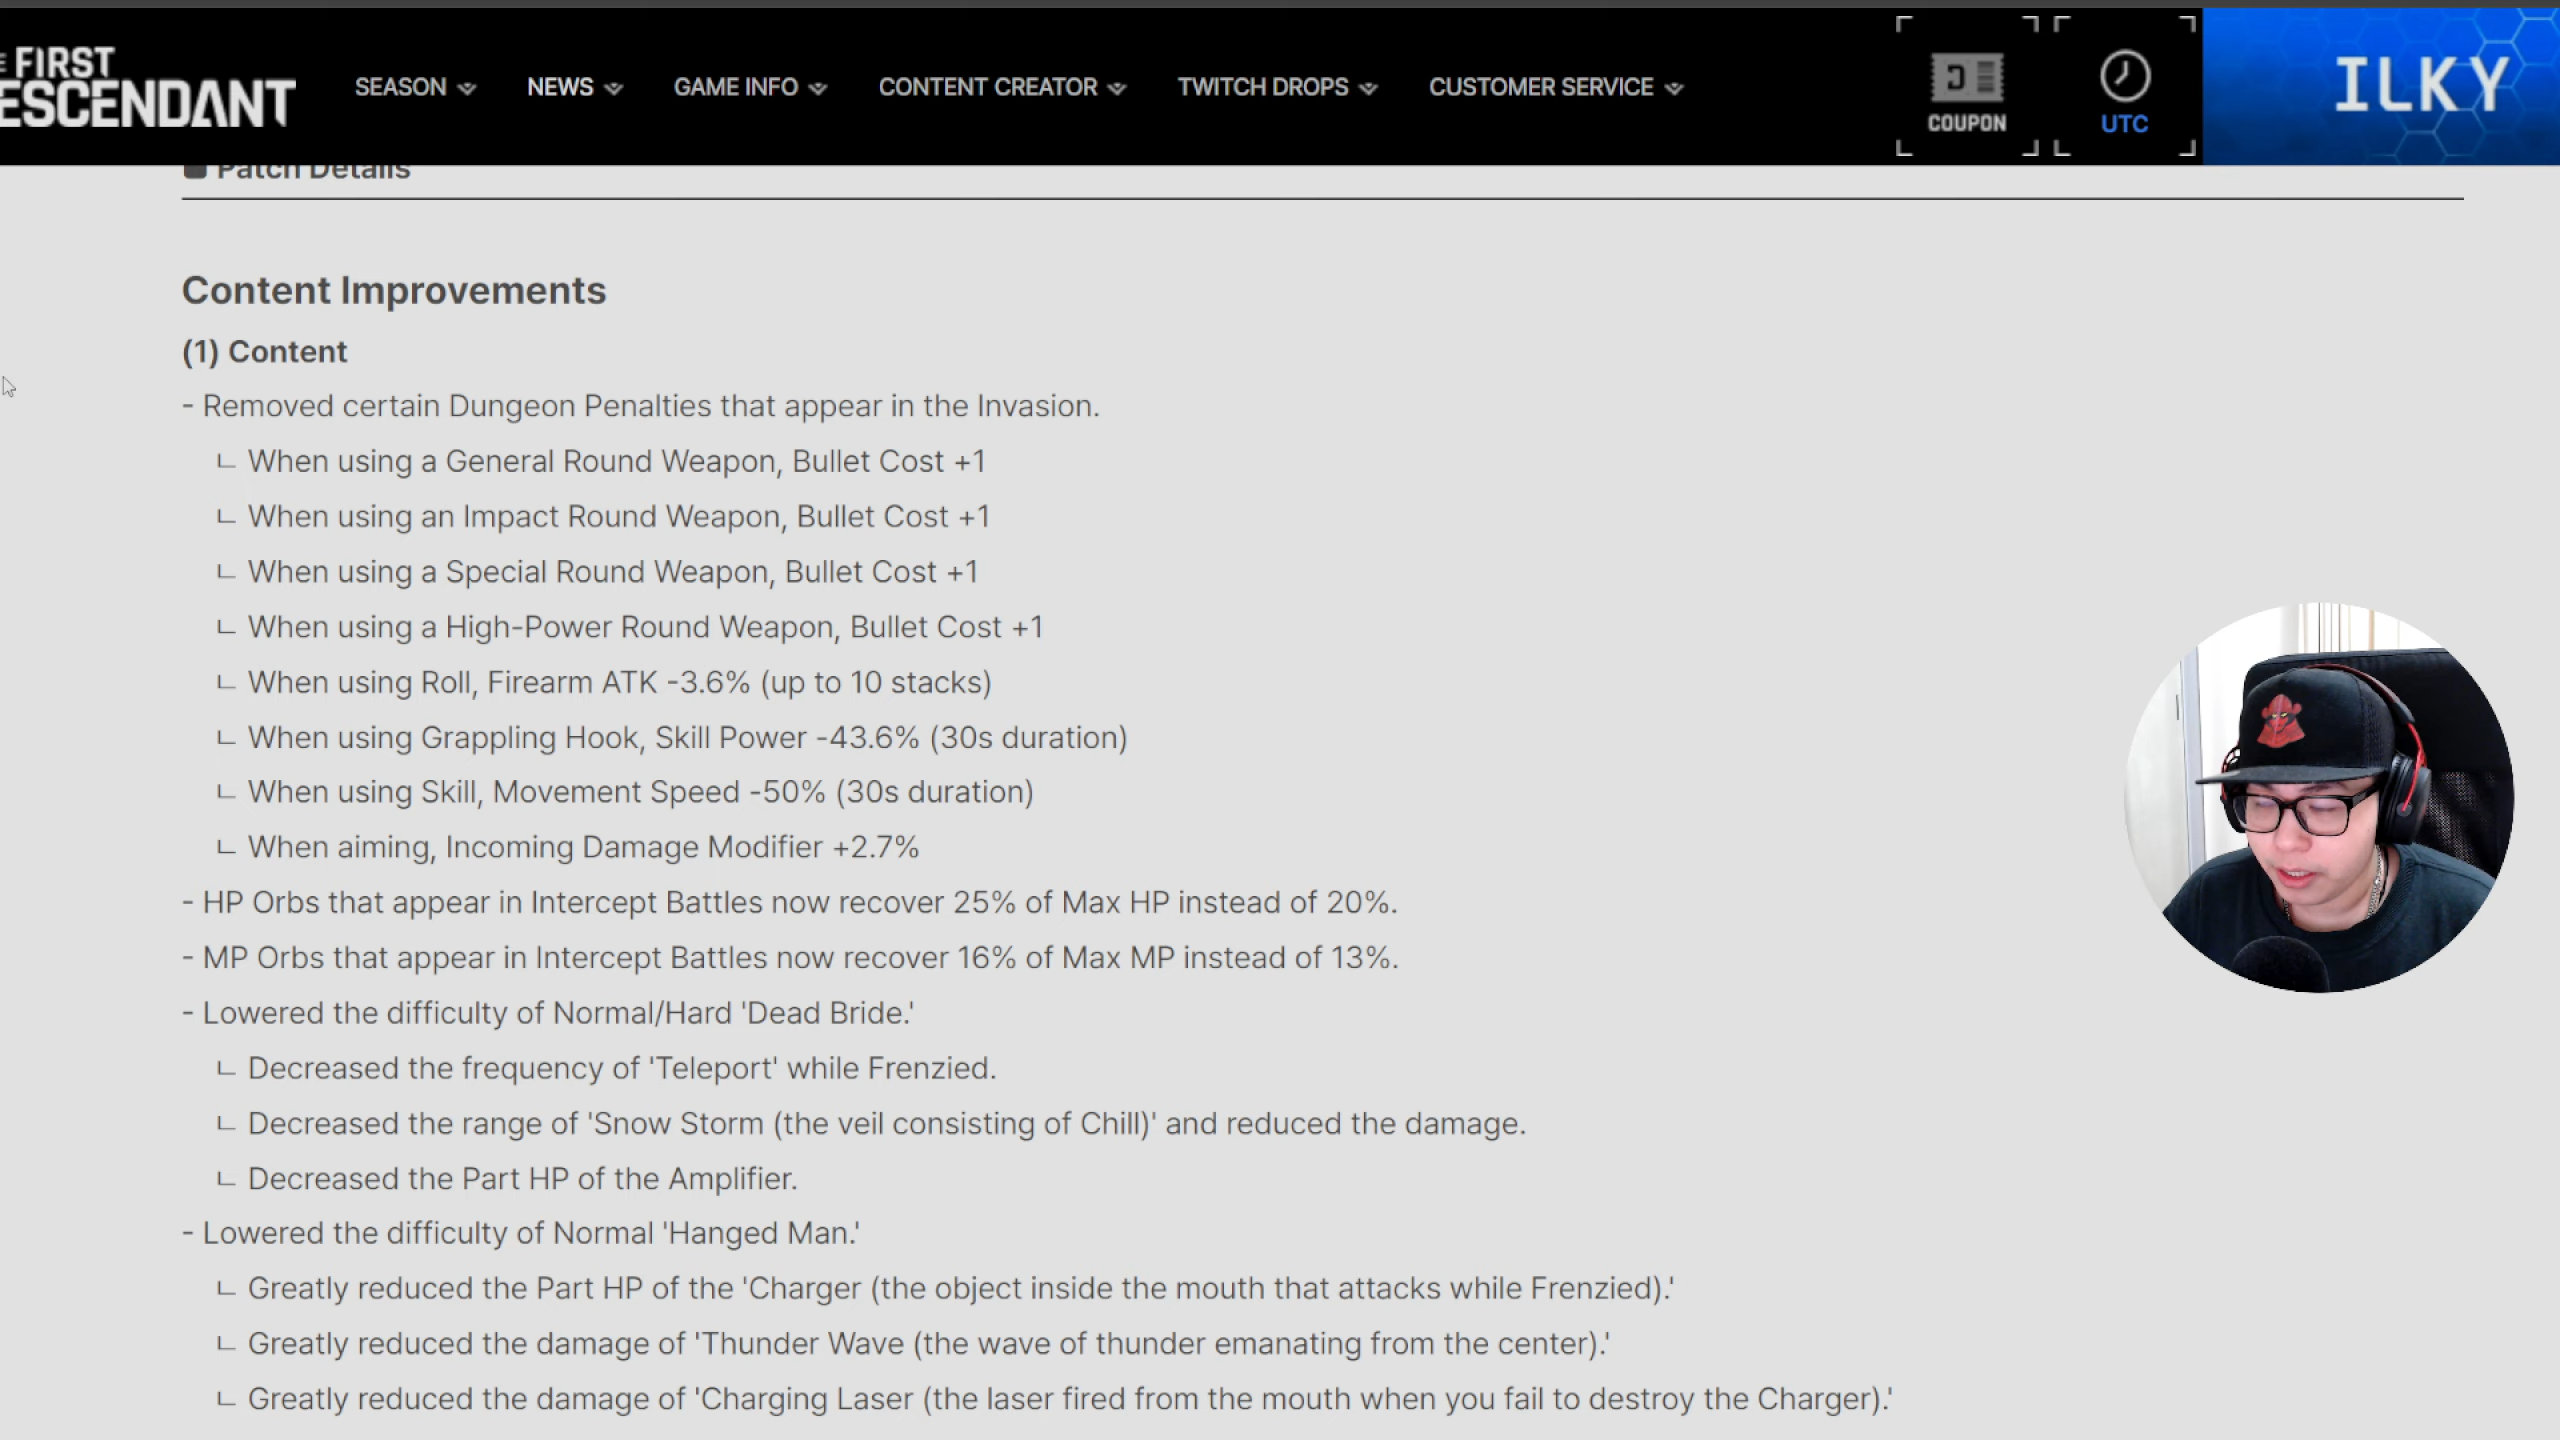 FIRST
ESCENDANT
SEASON
NEWS
GAME INFO
CONTENT CREATOR
TWITCH DROPS
CUSTOMER SERVICE
COUPON
UTC
ILKY
Patch Details
Content Improvements
(1) Content
- Removed certain Dungeon Penalties that appear in the Invasion.
ㄴ When using a General Round Weapon, Bullet Cost +1
ㄴ When using an Impact Round Weapon, Bullet Cost +1
ㄴ When using a Special Round Weapon, Bullet Cost +1
ㄴ When using a High-Power Round Weapon, Bullet Cost +1
ㄴ When using Roll, Firearm ATK -3.6% (up to 10 stacks)
ㄴ When using Grappling Hook, Skill Power -43.6% (30s duration)
ㄴ When using Skill, Movement Speed -50% (30s duration)
ㄴ When aiming, Incoming Damage Modifier +2.7%
- HP Orbs that appear in Intercept Battles now recover 25% of Max HP instead of 20%.
- MP Orbs that appear in Intercept Battles now recover 16% of Max MP instead of 13%.
- Lowered the difficulty of Normal/Hard 'Dead Bride.'
ㄴ Decreased the frequency of 'Teleport' while Frenzied.
ㄴ Decreased the range of 'Snow Storm (the veil consisting of Chill)' and reduced the damage.
ㄴ Decreased the Part HP of the Amplifier.
- Lowered the difficulty of Normal 'Hanged Man.'
ㄴ Greatly reduced the Part HP of the 'Charger (the object inside the mouth that attacks while Frenzied).'
ㄴ Greatly reduced the damage of 'Thunder Wave (the wave of thunder emanating from the center).'
ㄴ Greatly reduced the damage of 'Charging Laser (the laser fired from the mouth when you fail to destroy the Charger).'